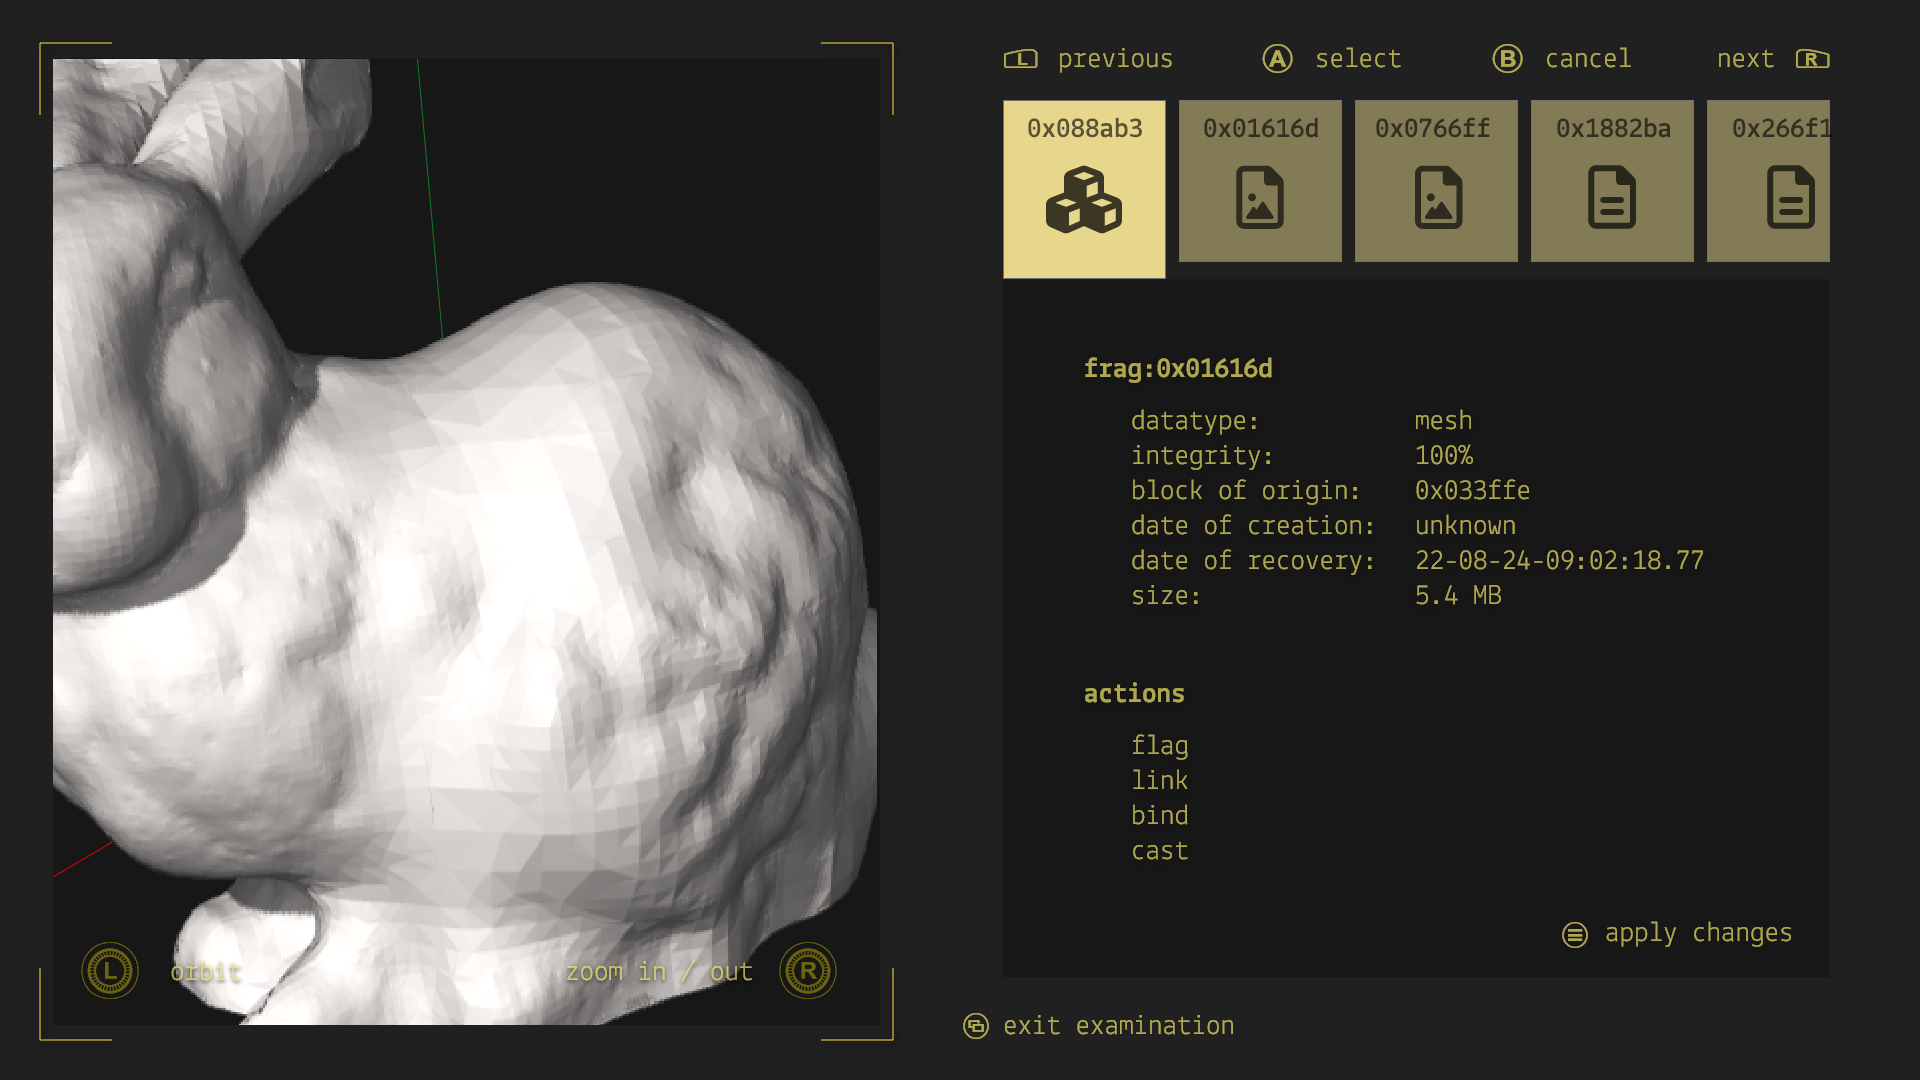 L previous A select B cancel next R
0x088ab3 0x01616d 0x0766ff 0x1882ba 0x266f1
frag:0x01616d
datatype: mesh
integrity: 100%
block of origin: 0x033ffe
date of creation: unknown
date of recovery: 22-08-24-09:02:18.77
size: 5.4 MB
actions
flag
link
bind
cast
apply changes
L orbit zoom in / out R
exit examination